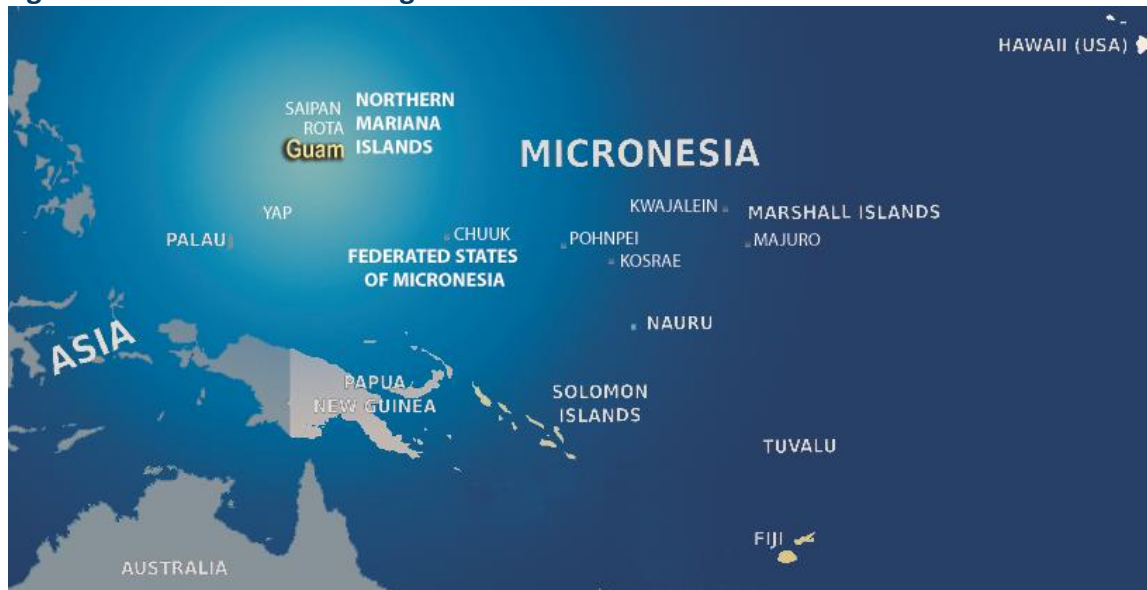 HAWAII (USA)
SAIPAN
ROTA
Guam
NORTHERN
MARIANA
ISLANDS
MICRONESIA
YAP
KWAJALEIN
MARSHALL ISLANDS
PALAU
CHUUK
POHNPEI
MAJURO
FEDERATED STATES
OF MICRONESIA
KOSRAE
NAURU
ASIA
PAPUA
NEW GUINEA
SOLOMON
ISLANDS
TUVALU
FIJI
AUSTRALIA